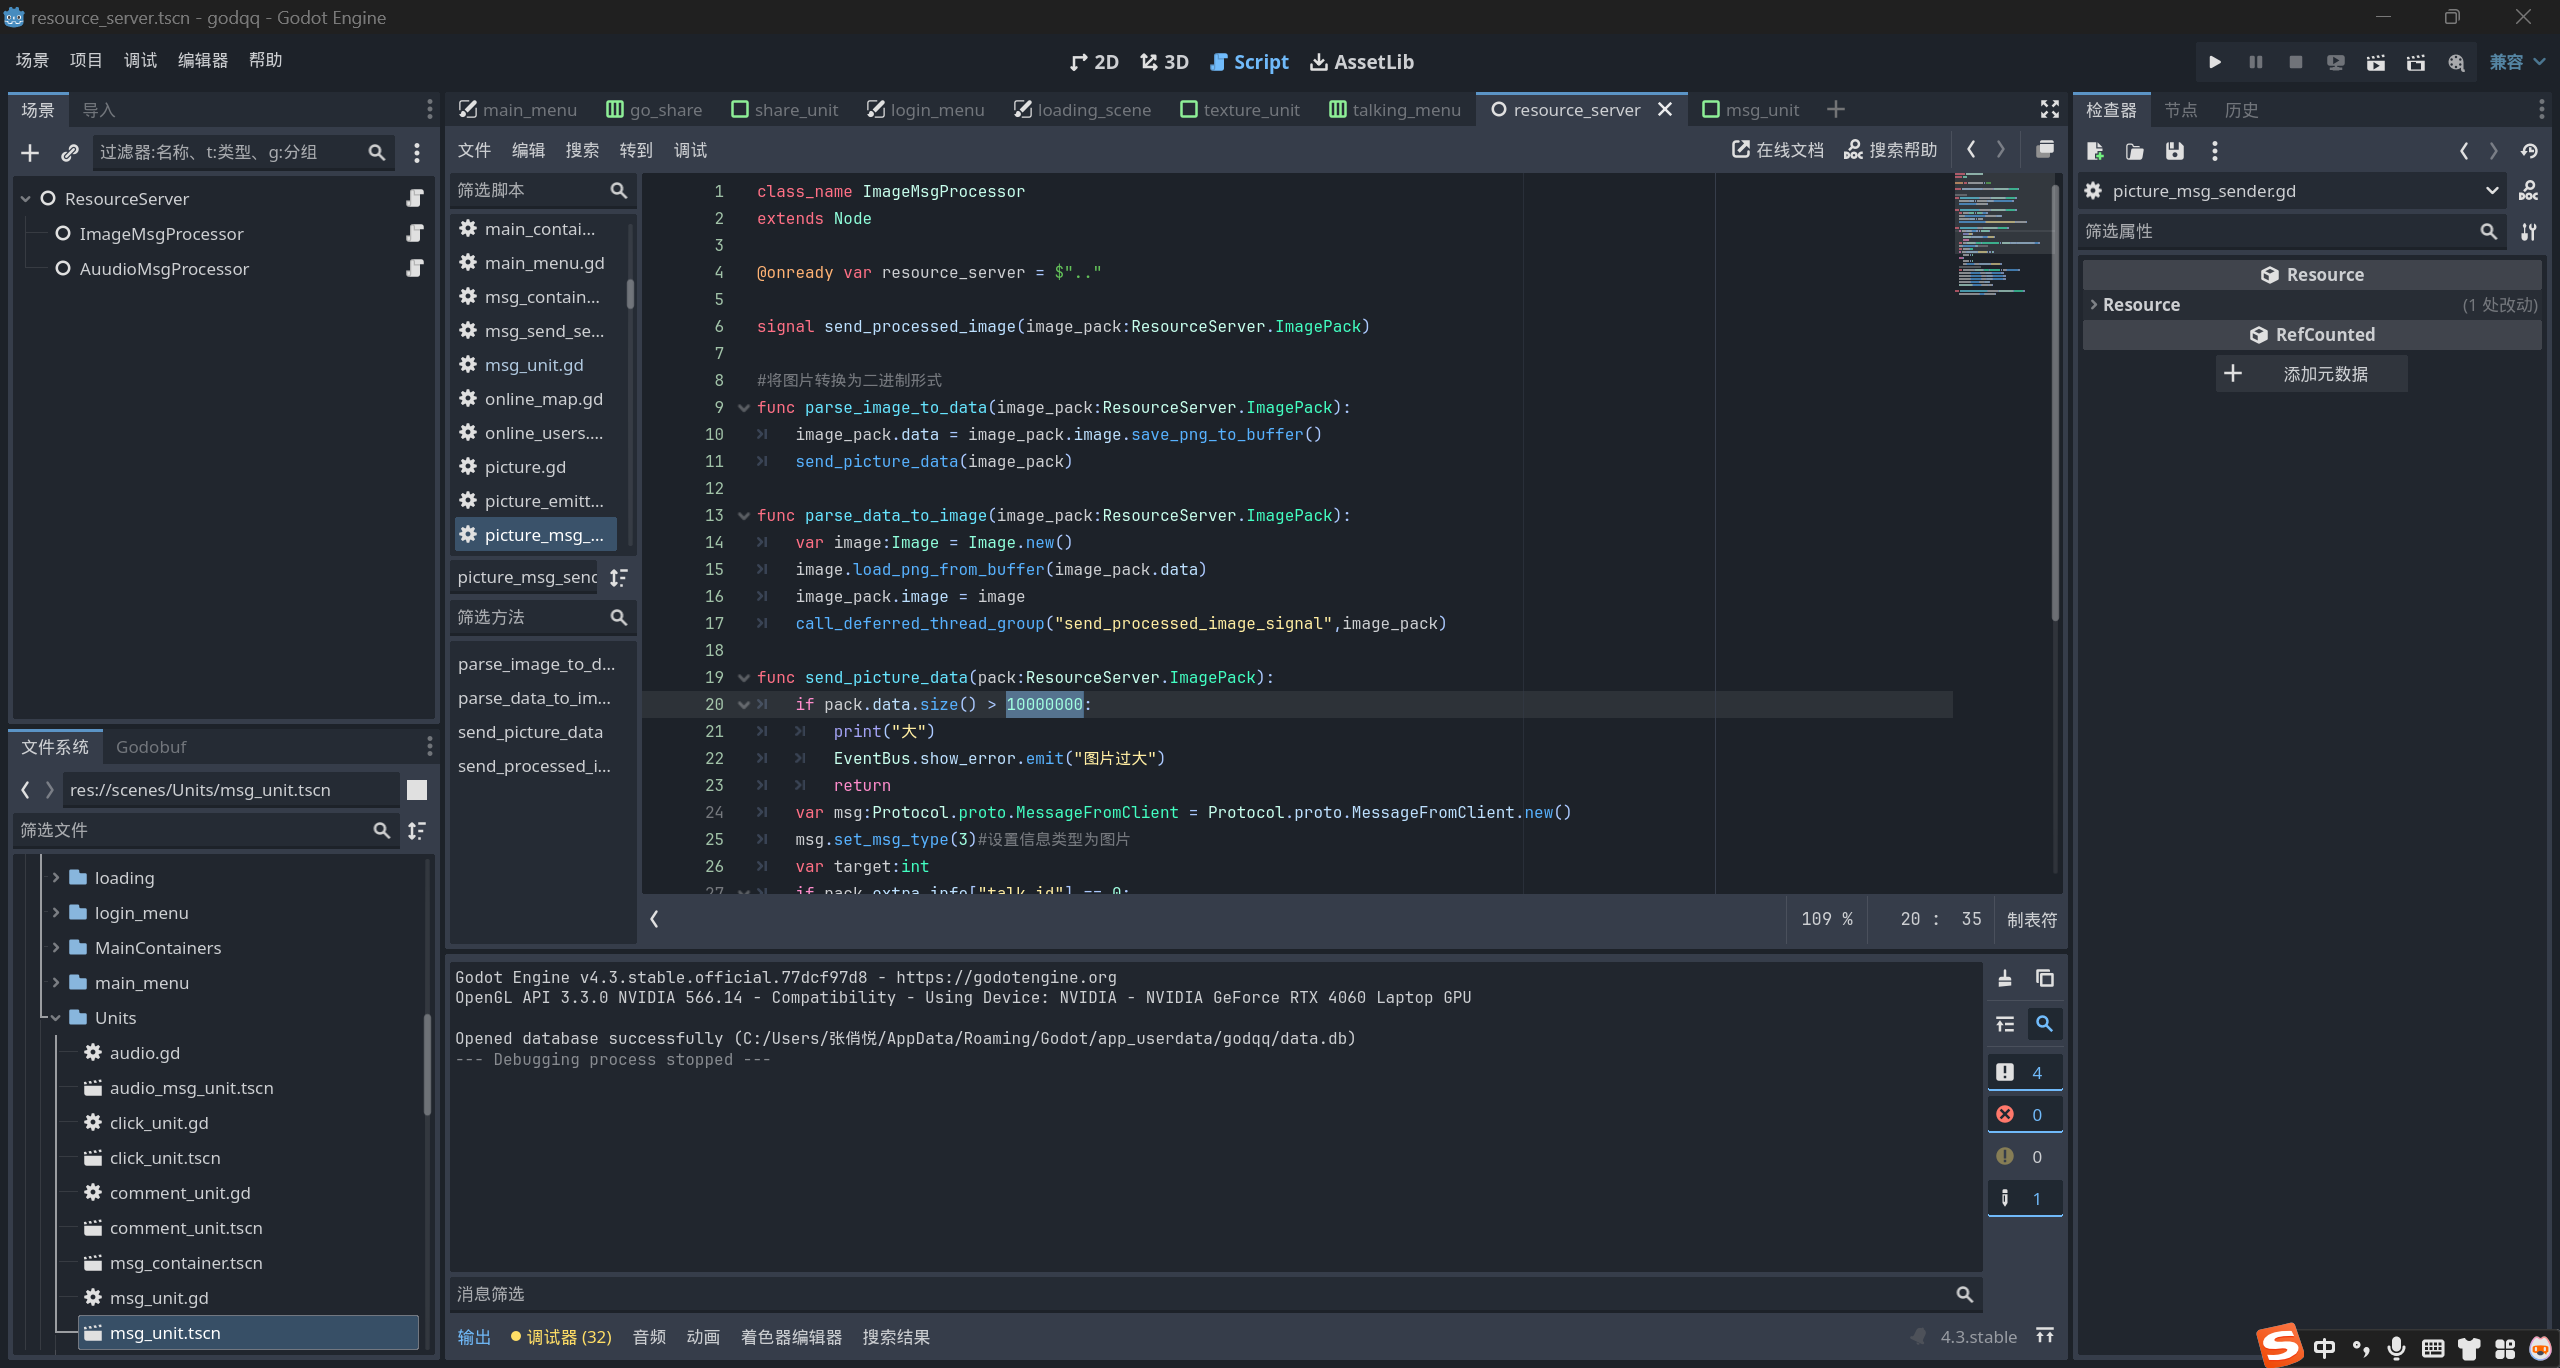 resource_server.tscn - godqq - Godot Engine
场景 项目 调试 编辑器 帮助
2D 3D Script AssetLib
兼容
场景 导入
过滤器:名称、t:类型、g:分组
ResourceServer
ImageMsgProcessor
AuudioMsgProcessor
文件系统 Godobuf
res://scenes/Units/msg_unit.tscn
筛选文件
loading
login_menu
MainContainers
main_menu
Units
audio.gd
audio_msg_unit.tscn
click_unit.gd
click_unit.tscn
comment_unit.gd
comment_unit.tscn
msg_container.tscn
msg_unit.gd
msg_unit.tscn
main_menu go_share share_unit login_menu loading_scene texture_unit talking_menu resource_server msg_unit
文件 编辑 搜索 转到 调试
在线文档 搜索帮助
筛选脚本
main_contai...
main_menu.gd
msg_contain...
msg_send_se...
msg_unit.gd
online_map.gd
online_users....
picture.gd
picture_emitt...
picture_msg_...
picture_msg_senc
筛选方法
parse_image_to_d...
parse_data_to_im...
send_picture_data
send_processed_i...
1 class_name ImageMsgProcessor
2 extends Node
3
4 @onready var resource_server = $".."
5
6 signal send_processed_image(image_pack:ResourceServer.ImagePack)
7
8 #将图片转换为二进制形式
9 func parse_image_to_data(image_pack:ResourceServer.ImagePack):
10 image_pack.data = image_pack.image.save_png_to_buffer()
11 send_picture_data(image_pack)
12
13 func parse_data_to_image(image_pack:ResourceServer.ImagePack):
14 var image:Image = Image.new()
15 image.load_png_from_buffer(image_pack.data)
16 image_pack.image = image
17 call_deferred_thread_group("send_processed_image_signal",image_pack)
18
19 func send_picture_data(pack:ResourceServer.ImagePack):
20 if pack.data.size() > 10000000:
21 print("大")
22 EventBus.show_error.emit("图片过大")
23 return
24 var msg:Protocol.proto.MessageFromClient = Protocol.proto.MessageFromClient.new()
25 msg.set_msg_type(3)#设置信息类型为图片
26 var target:int
27 if pack.extra_info["talk_id"] == 0:
109 % 20 : 35 制表符
Godot Engine v4.3.stable.official.77dcf97d8 - https://godotengine.org
OpenGL API 3.3.0 NVIDIA 566.14 - Compatibility - Using Device: NVIDIA - NVIDIA GeForce RTX 4060 Laptop GPU
Opened database successfully (C:/Users/张俏悦/AppData/Roaming/Godot/app_userdata/godqq/data.db)
--- Debugging process stopped ---
4
0
0
1
消息筛选
输出 调试器 (32) 音频 动画 着色器编辑器 搜索结果
4.3.stable
检查器 节点 历史
picture_msg_sender.gd
筛选属性
Resource
Resource (1 处改动)
RefCounted
添加元数据
中